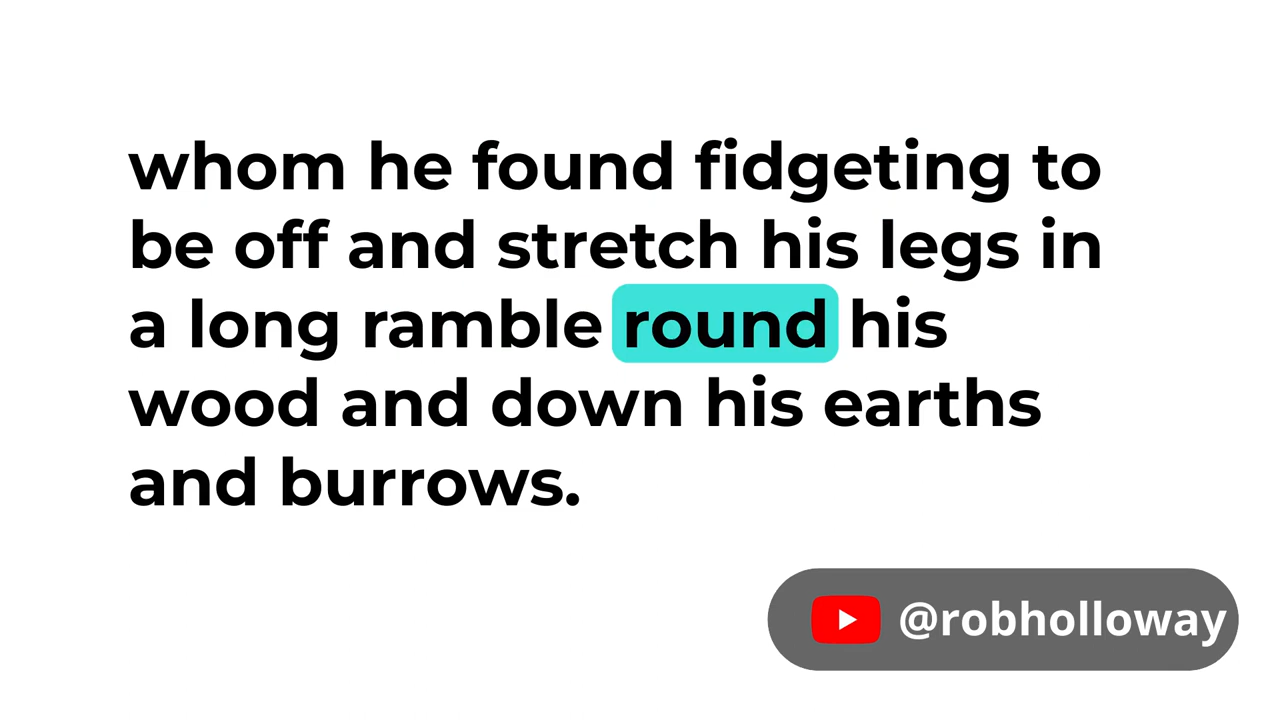 whom he found fidgeting to
be off and stretch his legs in
a long ramble round his
wood and down his earths
and burrows.
@robholloway